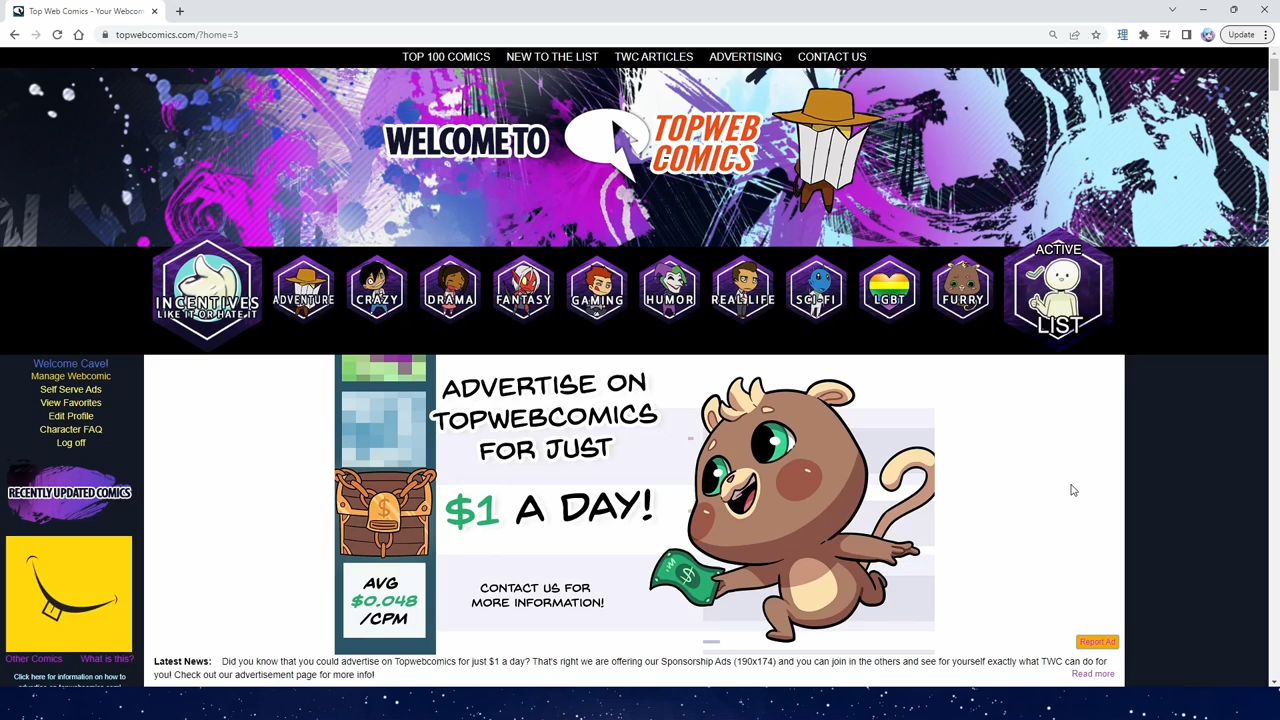 Top Web Comics - Your Webcom
topwebcomics.com/?home=3
Update
TOP 100 COMICS NEW TO THE LIST TWC ARTICLES ADVERTISING CONTACT US
WELCOME TO TOPWEB
COMICS
INCENTIVES
LIKE IT OR HATE IT
ADVENTURE
CRAZY
DRAMA
FANTASY
GAMING
HUMOR
REAL LIFE
SCI-FI
LGBT
FURRY
ACTIVE
LIST
Welcome Cave!
Manage Webcomic
Self Serve Ads
View Favorites
Edit Profile
Character FAQ
Log off
RECENTLY UPDATED COMICS
Other Comics What is this?
Click here for information on how to
advertise on topwebcomics.com!
ADVERTISE ON
TOPWEBCOMICS
FOR JUST
$1 A DAY!
AVG
$0.048
/CPM
CONTACT US FOR
MORE INFORMATION!
Report Ad
Latest News: Did you know that you could advertise on Topwebcomics for just $1 a day? That's right we are offering our Sponsorship Ads (190x174) and you can join in the others and see for yourself exactly what TWC can do for
you! Check out our advertisement page for more info!
Read more